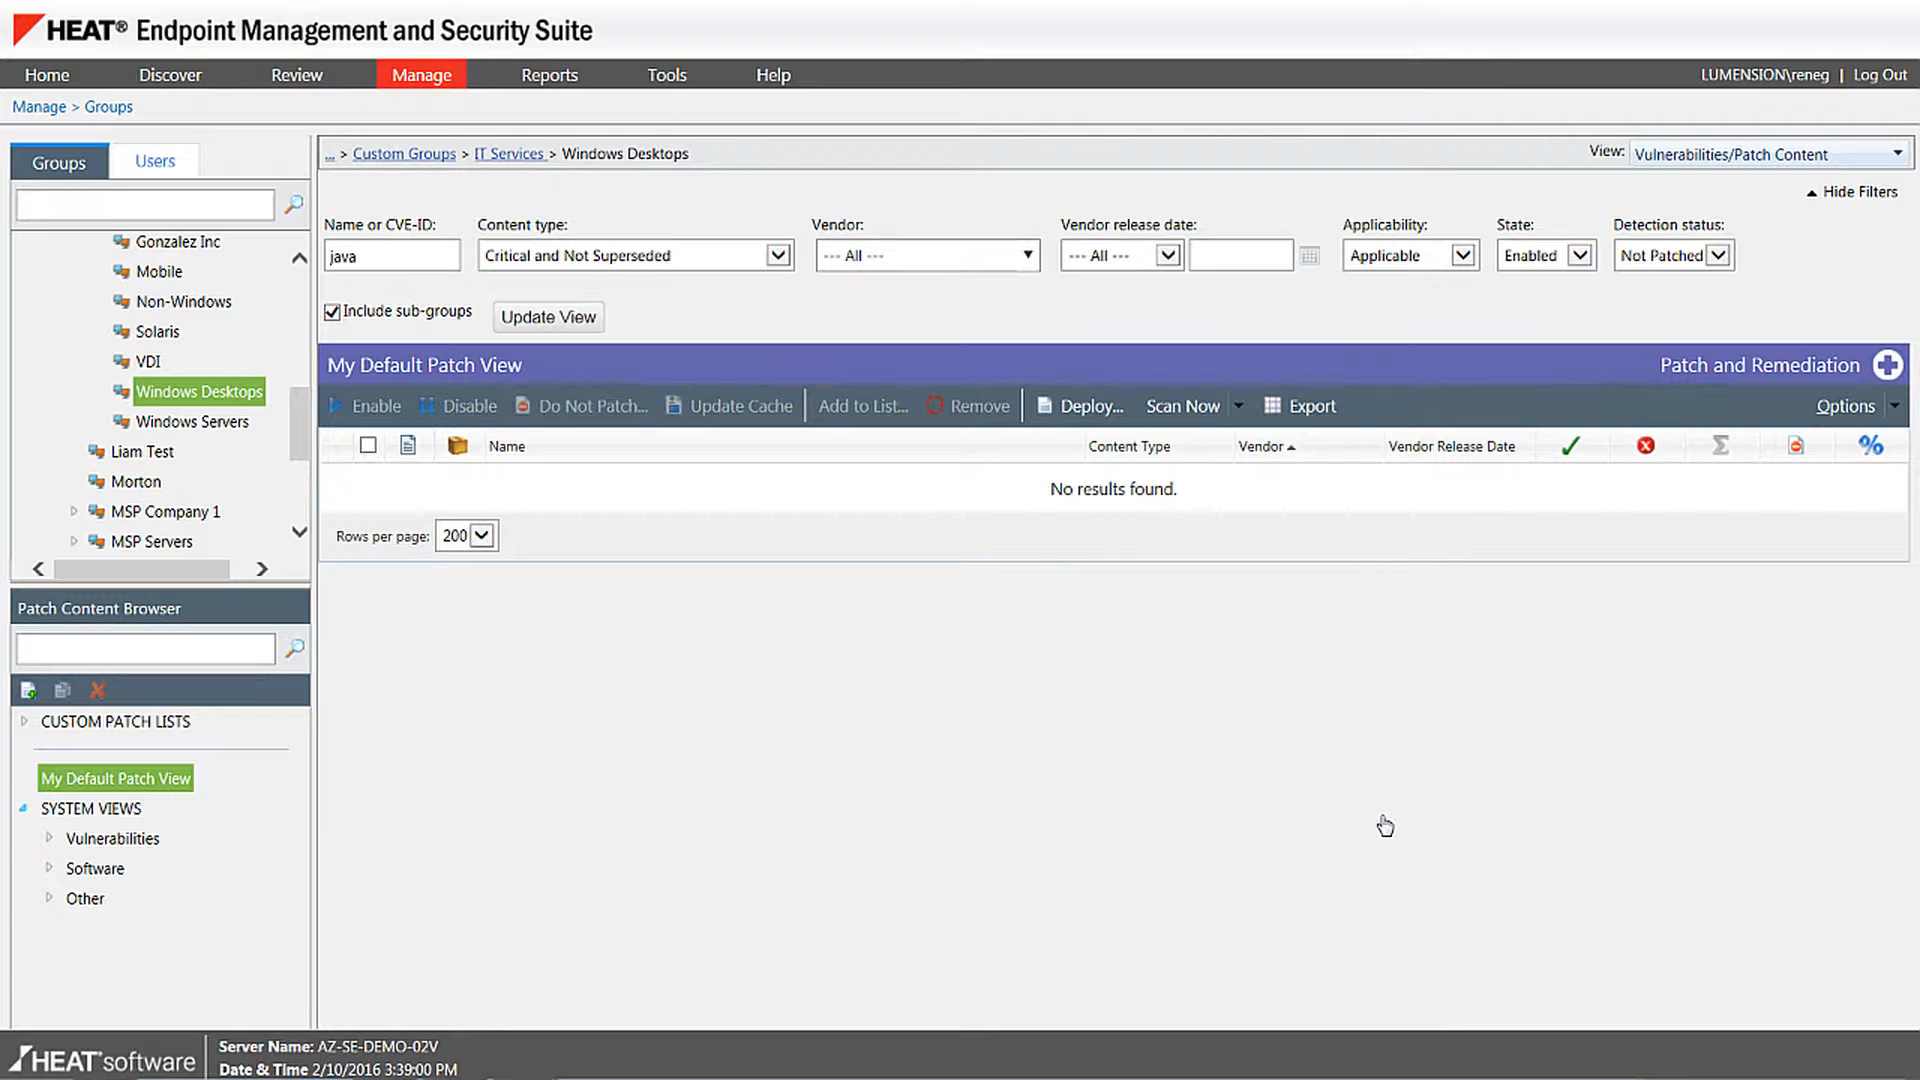 HEAT® Endpoint Management and Security Suite
Home Discover Review Manage Reports Tools Help LUMENSION\reneg | Log Out
Manage > Groups
Groups Users
... > Custom Groups > IT Services > Windows Desktops View: Vulnerabilities/Patch Content
Hide Filters
Name or CVE-ID: Content type: Vendor: Vendor release date: Applicability: State: Detection status:
java Critical and Not Superseded --- All --- --- All --- Applicable Enabled Not Patched
Include sub-groups Update View
Gonzalez Inc
Mobile
Non-Windows
Solaris
VDI
Windows Desktops
Windows Servers
Liam Test
Morton
MSP Company 1
MSP Servers
My Default Patch View Patch and Remediation
Enable Disable Do Not Patch... Update Cache Add to List... Remove Deploy... Scan Now Export Options
Name Content Type Vendor Vendor Release Date Σ %
No results found.
Rows per page: 200
Patch Content Browser
CUSTOM PATCH LISTS
My Default Patch View
SYSTEM VIEWS
Vulnerabilities
Software
Other
HEAT software
Server Name: AZ-SE-DEMO-02V
Date & Time 2/10/2016 3:39:00 PM